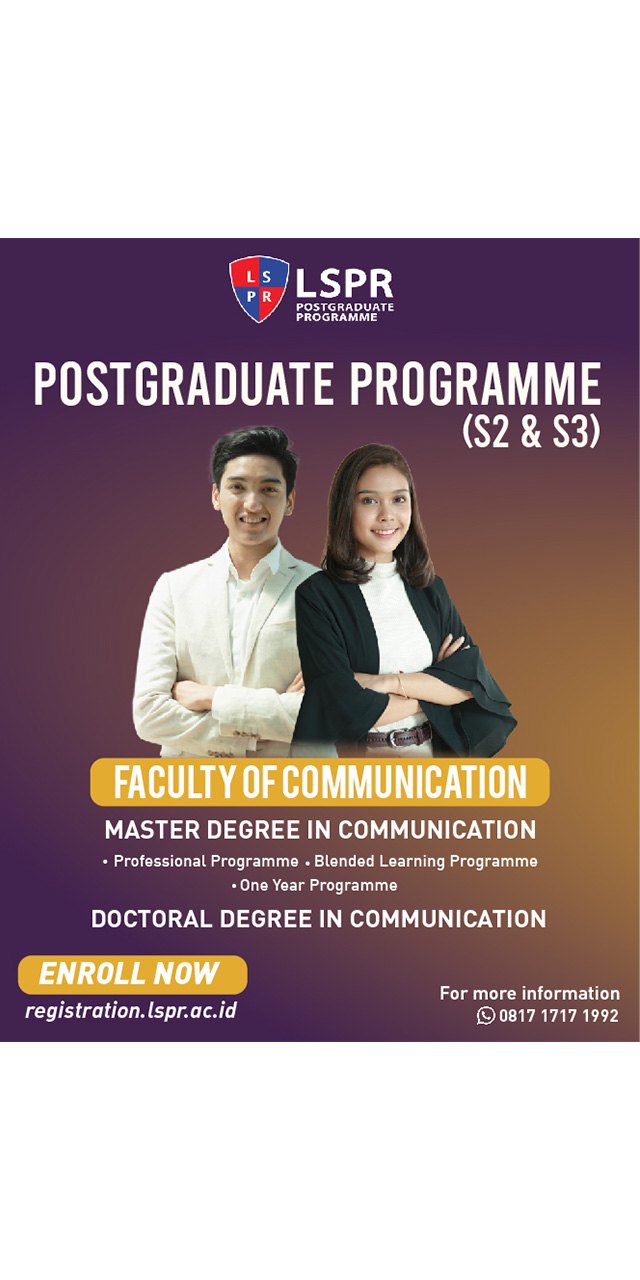 L S
P R
LSPR
POSTGRADUATE
PROGRAMME
POSTGRADUATE PROGRAMME
(S2 & S3)
FACULTY OF COMMUNICATION
MASTER DEGREE IN COMMUNICATION
• Professional Programme • Blended Learning Programme
• One Year Programme
DOCTORAL DEGREE IN COMMUNICATION
ENROLL NOW
registration.lspr.ac.id
For more information
0817 1717 1992